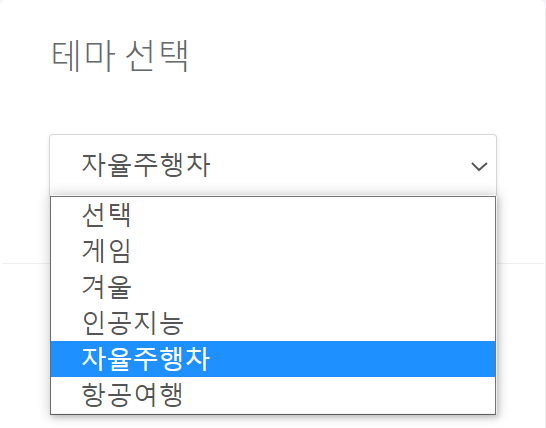 테마 선택
자율주행차
선택
게임
겨울
인공지능
자율주행차
항공여행